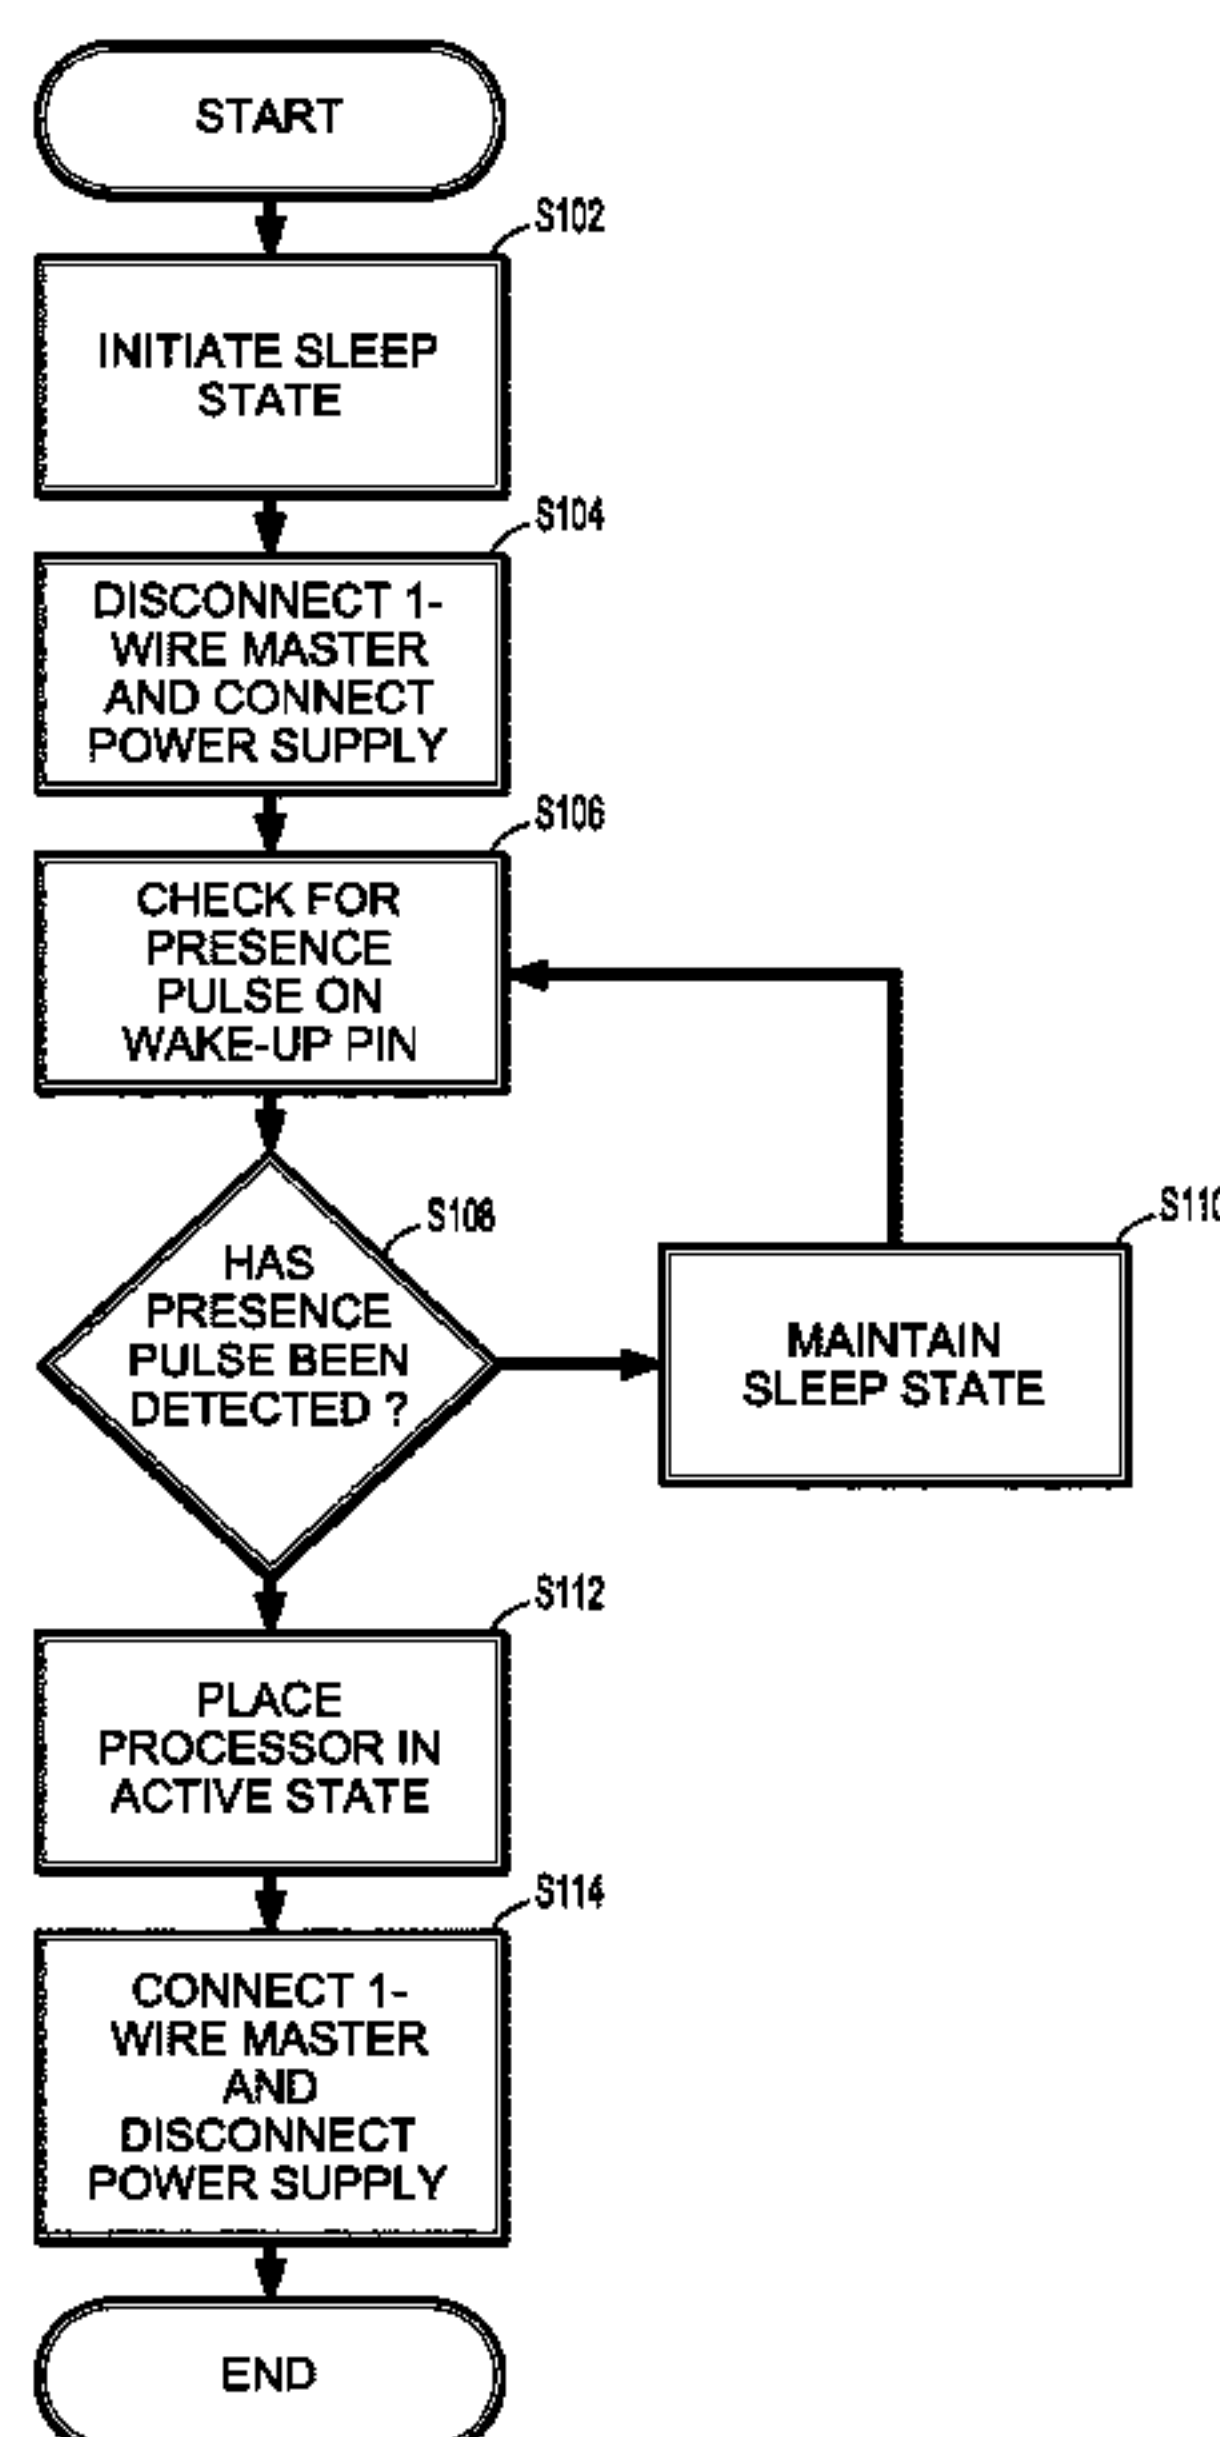 START
S102
INITIATE SLEEP
STATE
S104
DISCONNECT 1-
WIRE MASTER
AND CONNECT
POWER SUPPLY
S106
CHECK FOR
PRESENCE
PULSE ON
WAKE-UP PIN
S108
HAS
PRESENCE
PULSE BEEN
DETECTED ?
S110
MAINTAIN
SLEEP STATE
S112
PLACE
PROCESSOR IN
ACTIVE STATE
S114
CONNECT 1-
WIRE MASTER
AND
DISCONNECT
POWER SUPPLY
END